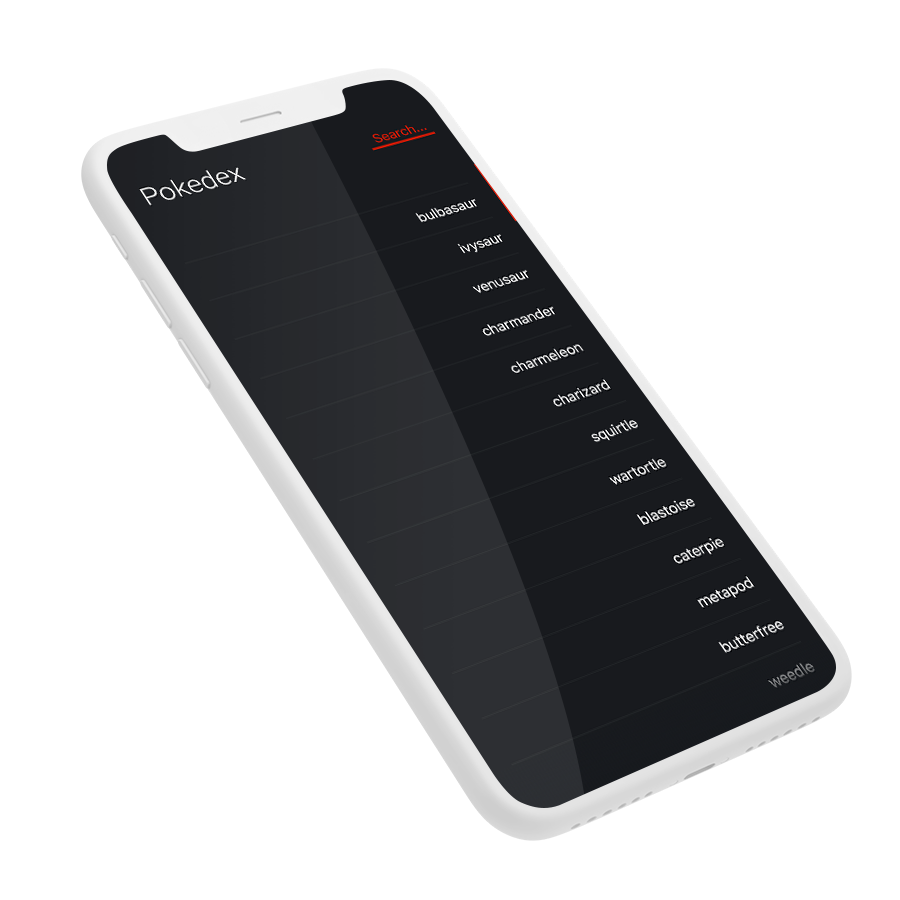 Search...
Pokedex
bulbasaur
ivysaur
venusaur
charmander
charmeleon
charizard
squirtle
wartortle
blastoise
caterpie
metapod
butterfree
weedle